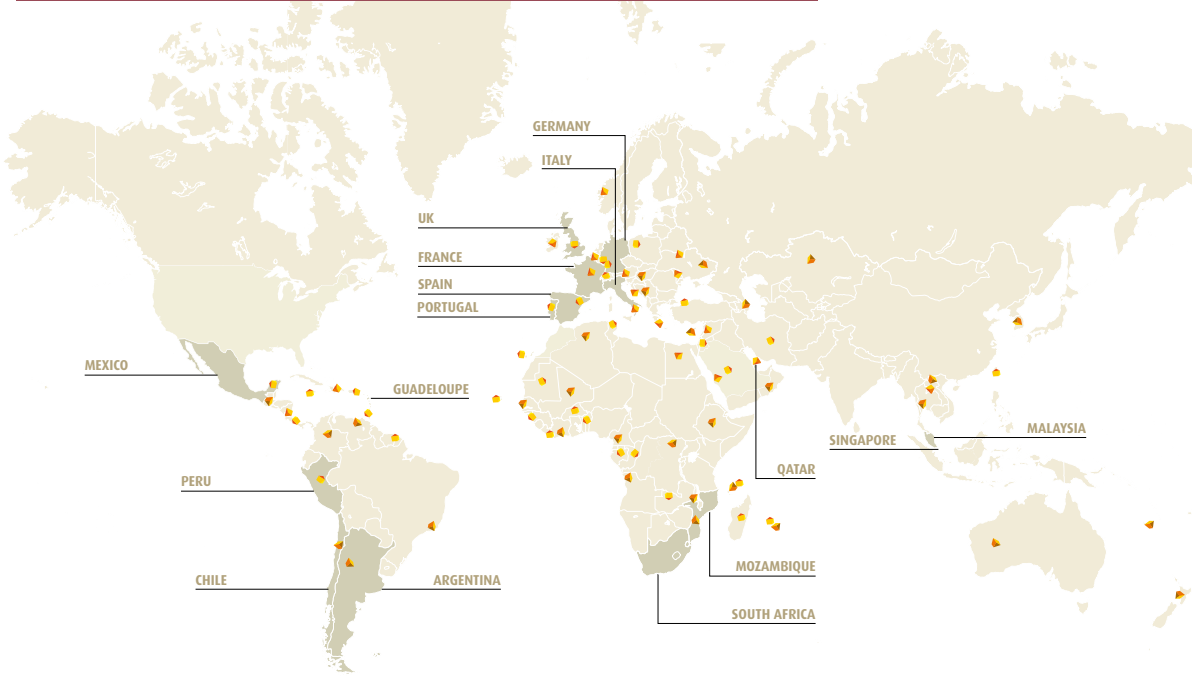 GERMANY
ITALY
UK
FRANCE
SPAIN
PORTUGAL
MEXICO
GUADELOUPE
SINGAPORE
MALAYSIA
QATAR
PERU
MOZAMBIQUE
CHILE
ARGENTINA
SOUTH AFRICA